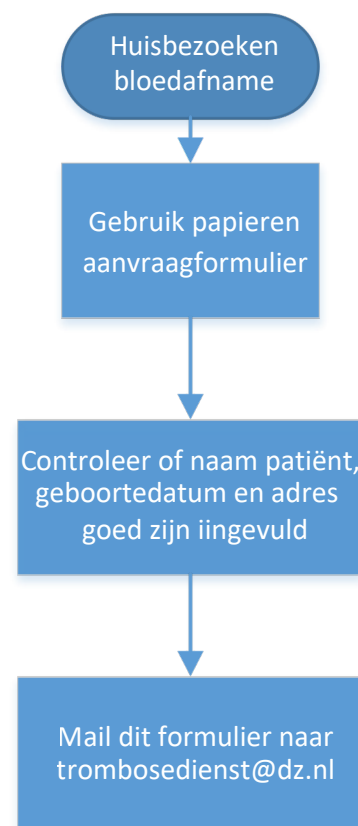 Huisbezoeken
bloedafname
Gebruik papieren
aanvraagformulier
Controleer of naam patiënt,
geboortedatum en adres
goed zijn iingevuld
Mail dit formulier naar
trombosedienst@dz.nl